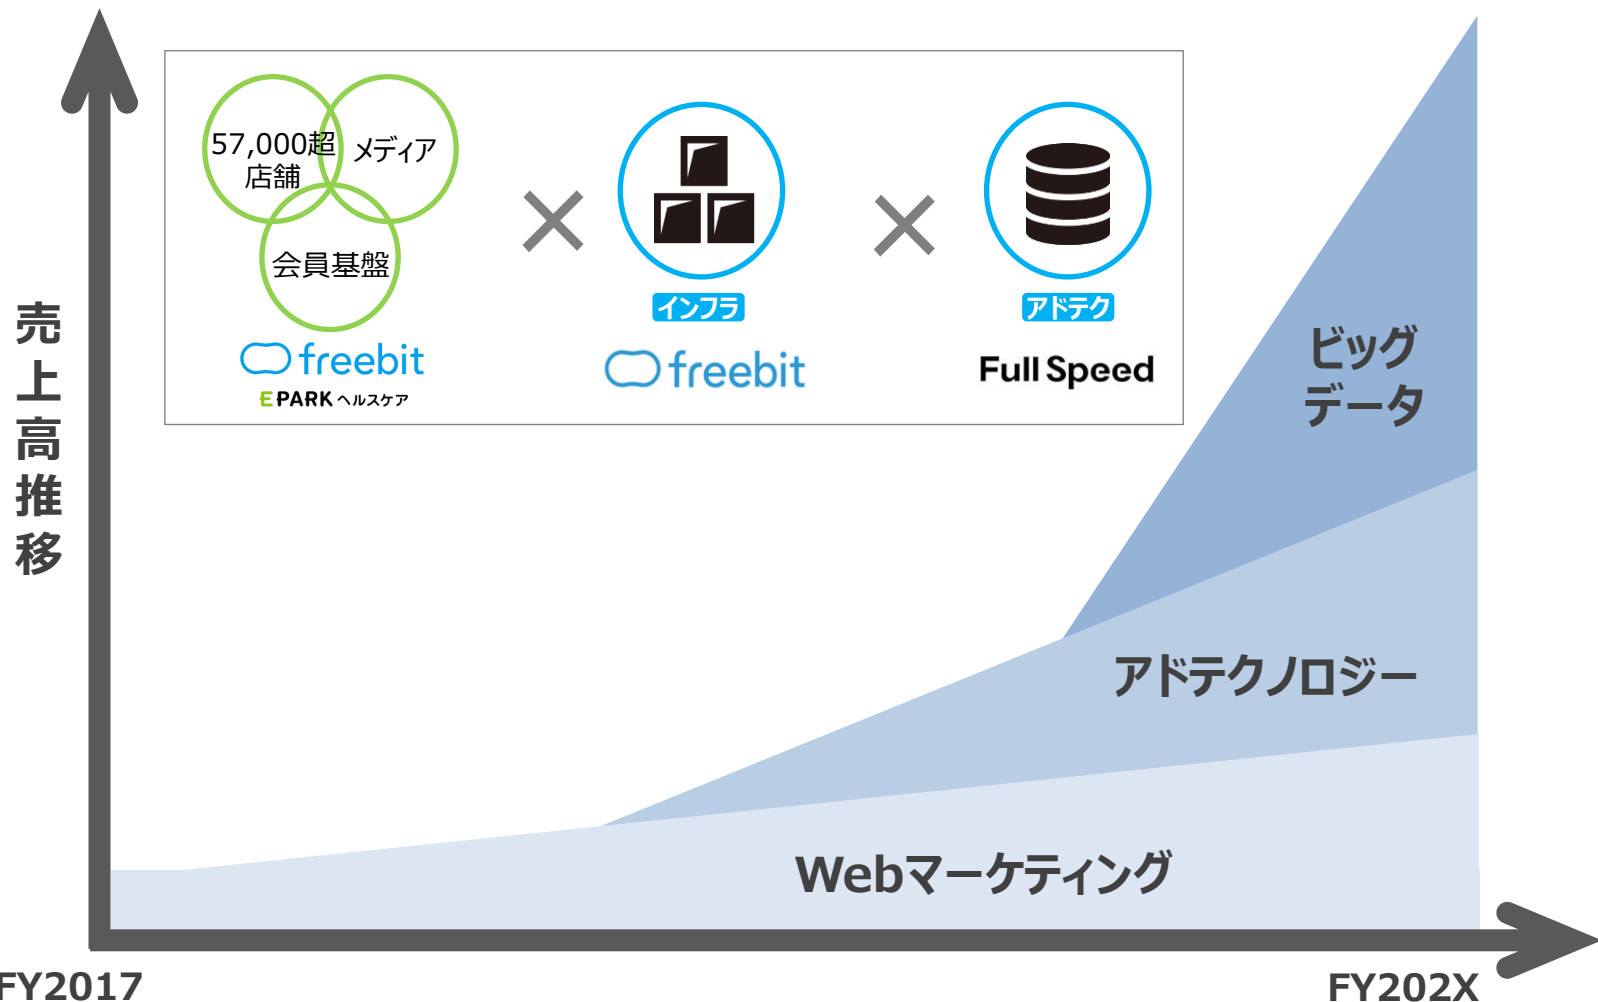 57,000超
店舗
メディア
会員基盤
freebit
EPARK ヘルスケア
インフラ
freebit
アドテク
Full Speed
売上高推移
ビッグ
データ
アドテクノロジー
Webマーケティング
FY2017
FY202X